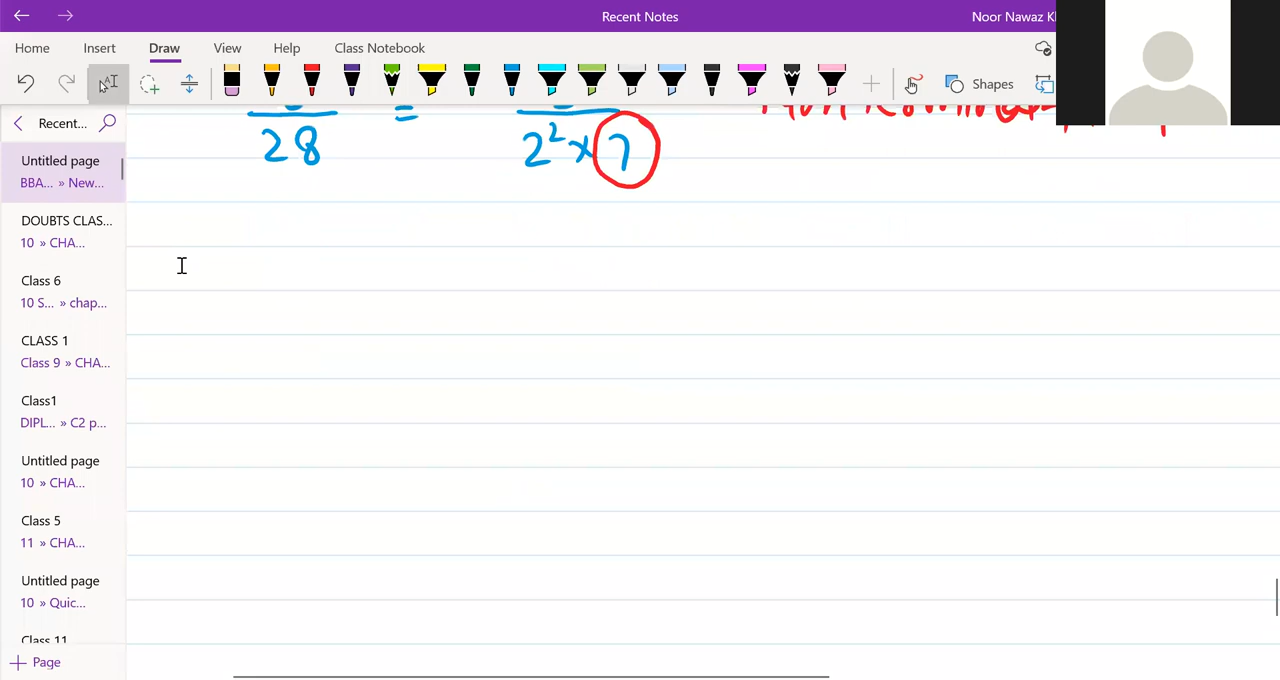 Recent Notes
Noor Nawaz Kh
Home Insert Draw View Help Class Notebook
Shapes
Recent...
Untitled page
BBA... » New...
DOUBTS CLAS...
10 » CHA...
Class 6
10 S... » chap...
CLASS 1
Class 9 » CHA...
Class1
DIPL... » C2 p...
Untitled page
10 » CHA...
Class 5
11 » CHA...
Untitled page
10 » Quic...
Class 11
Page
28 = 2² × 7